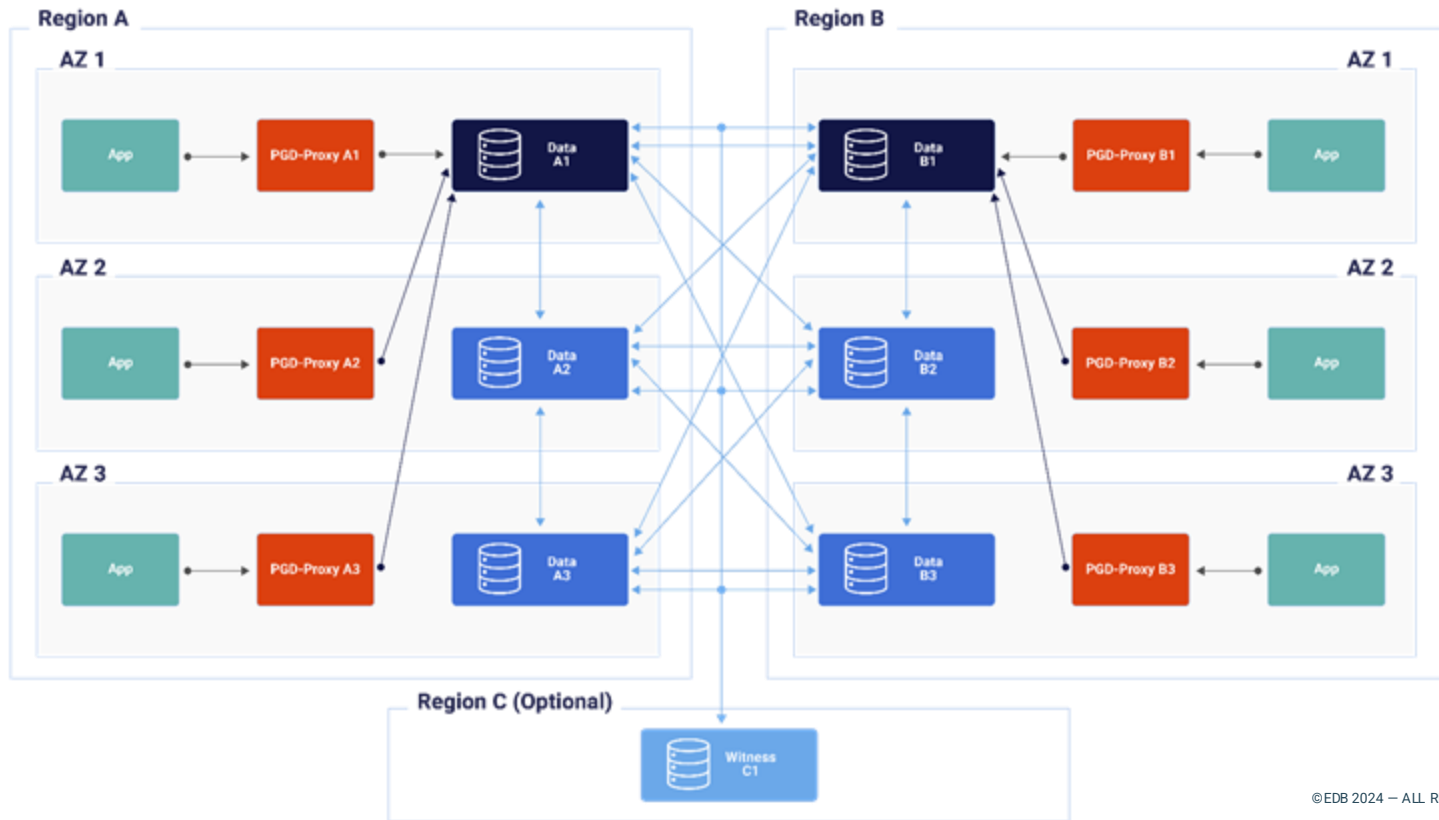 Region A
Region B
AZ 1
AZ 1
App
PGD-Proxy A1
Data
A1
Data
B1
PGD-Proxy B1
App
AZ 2
AZ 2
App
PGD-Proxy A2
Data
A2
Data
B2
PGD-Proxy B2
App
AZ 3
AZ 3
App
PGD-Proxy A3
Data
A3
Data
B3
PGD-Proxy B3
App
Region C (Optional)
Witness
C1
©EDB 2024 — ALL R